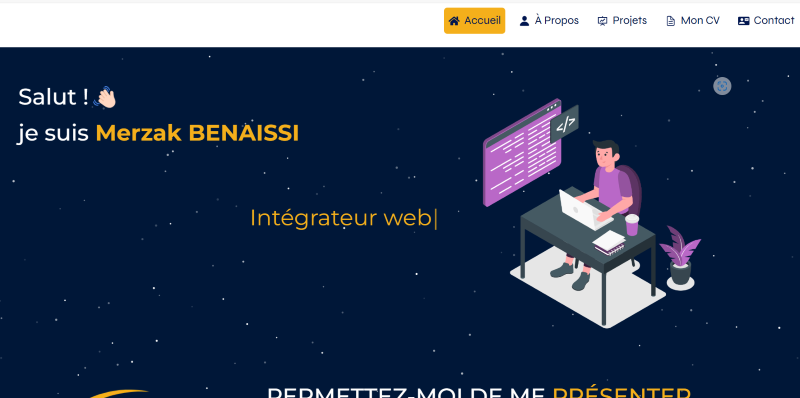 Accueil À Propos Projets Mon CV Contact
Salut !
je suis Merzak BENAISSI
</>
Intégrateur web|
PERMETTEZ-MOI DE ME PRÉSENTER